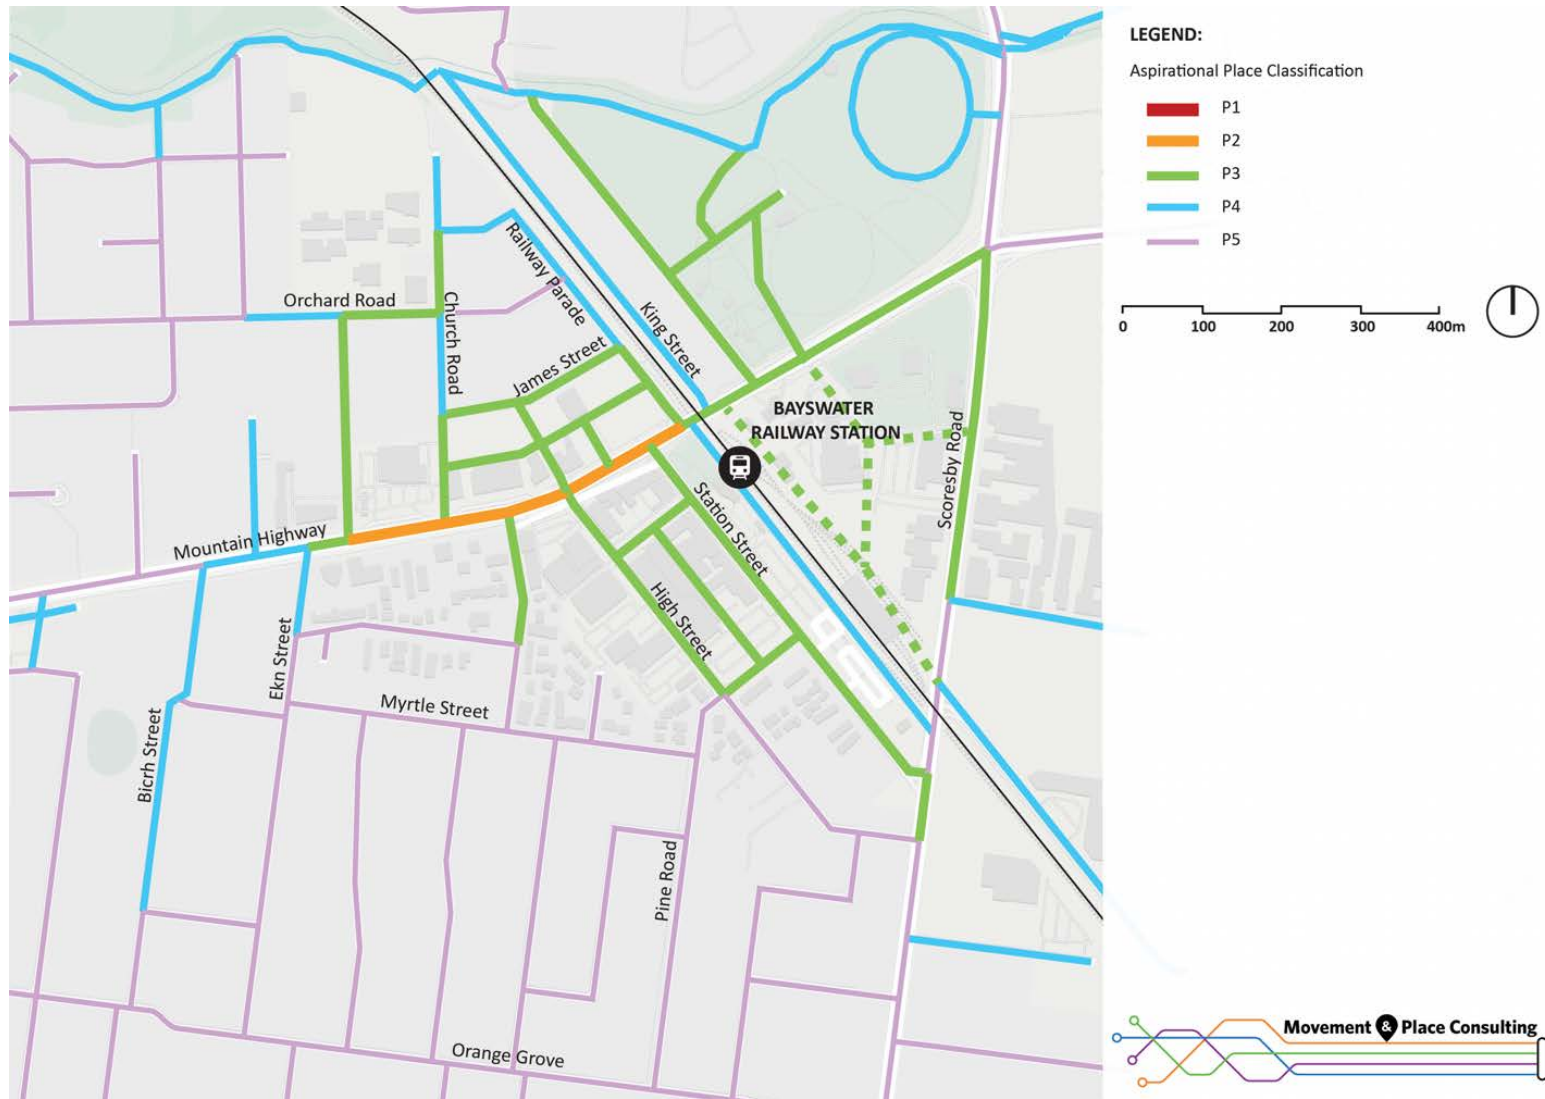 LEGEND:
Aspirational Place Classification
P1
P2
P3
P4
P5
0 100 200 300 400m
Orchard Road
Church Road
Railway Parade
King Street
James Street
BAYSWATER
RAILWAY STATION
Scoresby Road
Station Street
Mountain Highway
High Street
Ekn Street
Myrtle Street
Bicrh Street
Pine Road
Orange Grove
Movement & Place Consulting